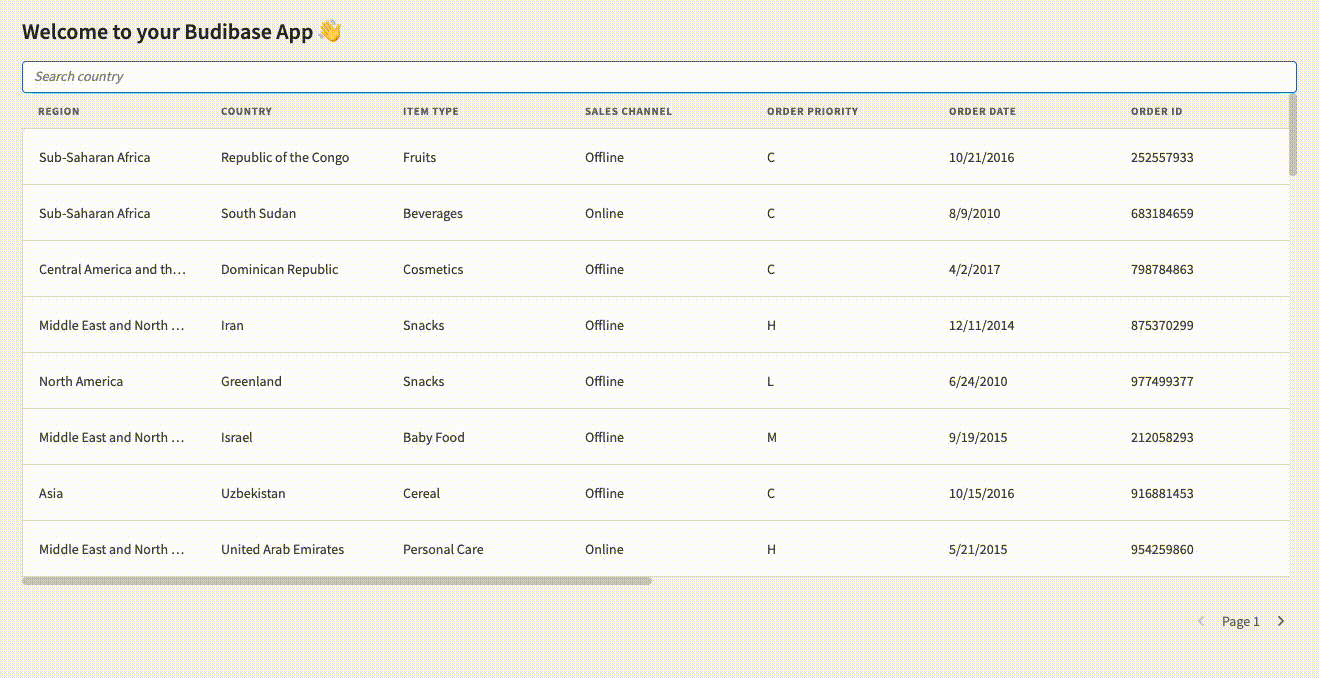 Welcome to your Budibase App 👋
Search country
REGION COUNTRY ITEM TYPE SALES CHANNEL ORDER PRIORITY ORDER DATE ORDER ID
Sub-Saharan Africa Republic of the Congo Fruits Offline C 10/21/2016 252557933
Sub-Saharan Africa South Sudan Beverages Online C 8/9/2010 683184659
Central America and th… Dominican Republic Cosmetics Offline C 4/2/2017 798784863
Middle East and North … Iran Snacks Offline H 12/11/2014 875370299
North America Greenland Snacks Offline L 6/24/2010 977499377
Middle East and North … Israel Baby Food Offline M 9/19/2015 212058293
Asia Uzbekistan Cereal Offline C 10/15/2016 916881453
Middle East and North … United Arab Emirates Personal Care Online H 5/21/2015 954259860
Page 1